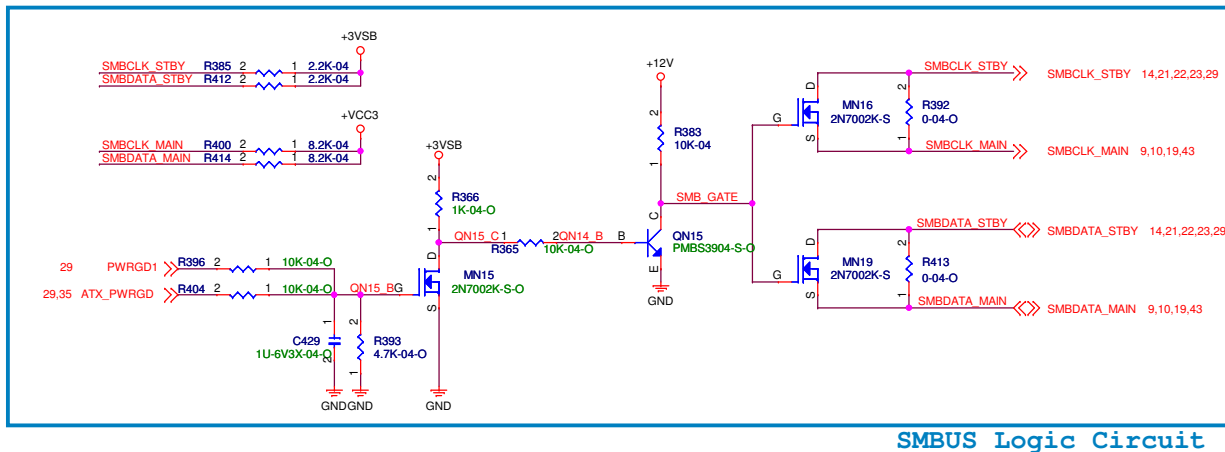 +3VSB
SMBCLK_STBY R385 2 1 2.2K-04
SMBDATA_STBY R412 2 1 2.2K-04
+VCC3
SMBCLK_MAIN R400 2 1 8.2K-04
SMBDATA_MAIN R414 2 1 8.2K-04
+3VSB
2
R366
1K-04-O
1
QN15_C 1
R365
2 QN14_B
10K-04-O
29 PWRGD1 R396 2 1 10K-04-O
29,35 ATX_PWRGD R404 2 1 10K-04-O
QN15_B G
D
S
MN15
2N7002K-S-O
1
C429
1U-6V3X-04-O
2
2
R393
4.7K-04-O
1
GND
GND
GND
+12V
2
R383
10K-04
1
SMB_GATE
B
C
E
QN15
PMBS3904-S-O
GND
SMBCLK_STBY
SMBCLK_STBY 14,21,22,23,29
D
G
S
MN16
2N7002K-S
2
R392
0-04-O
1
SMBCLK_MAIN
SMBCLK_MAIN 9,10,19,43
SMBDATA_STBY
SMBDATA_STBY 14,21,22,23,29
D
G
S
MN19
2N7002K-S
2
R413
0-04-O
1
SMBDATA_MAIN
SMBDATA_MAIN 9,10,19,43
SMBUS Logic Circuit